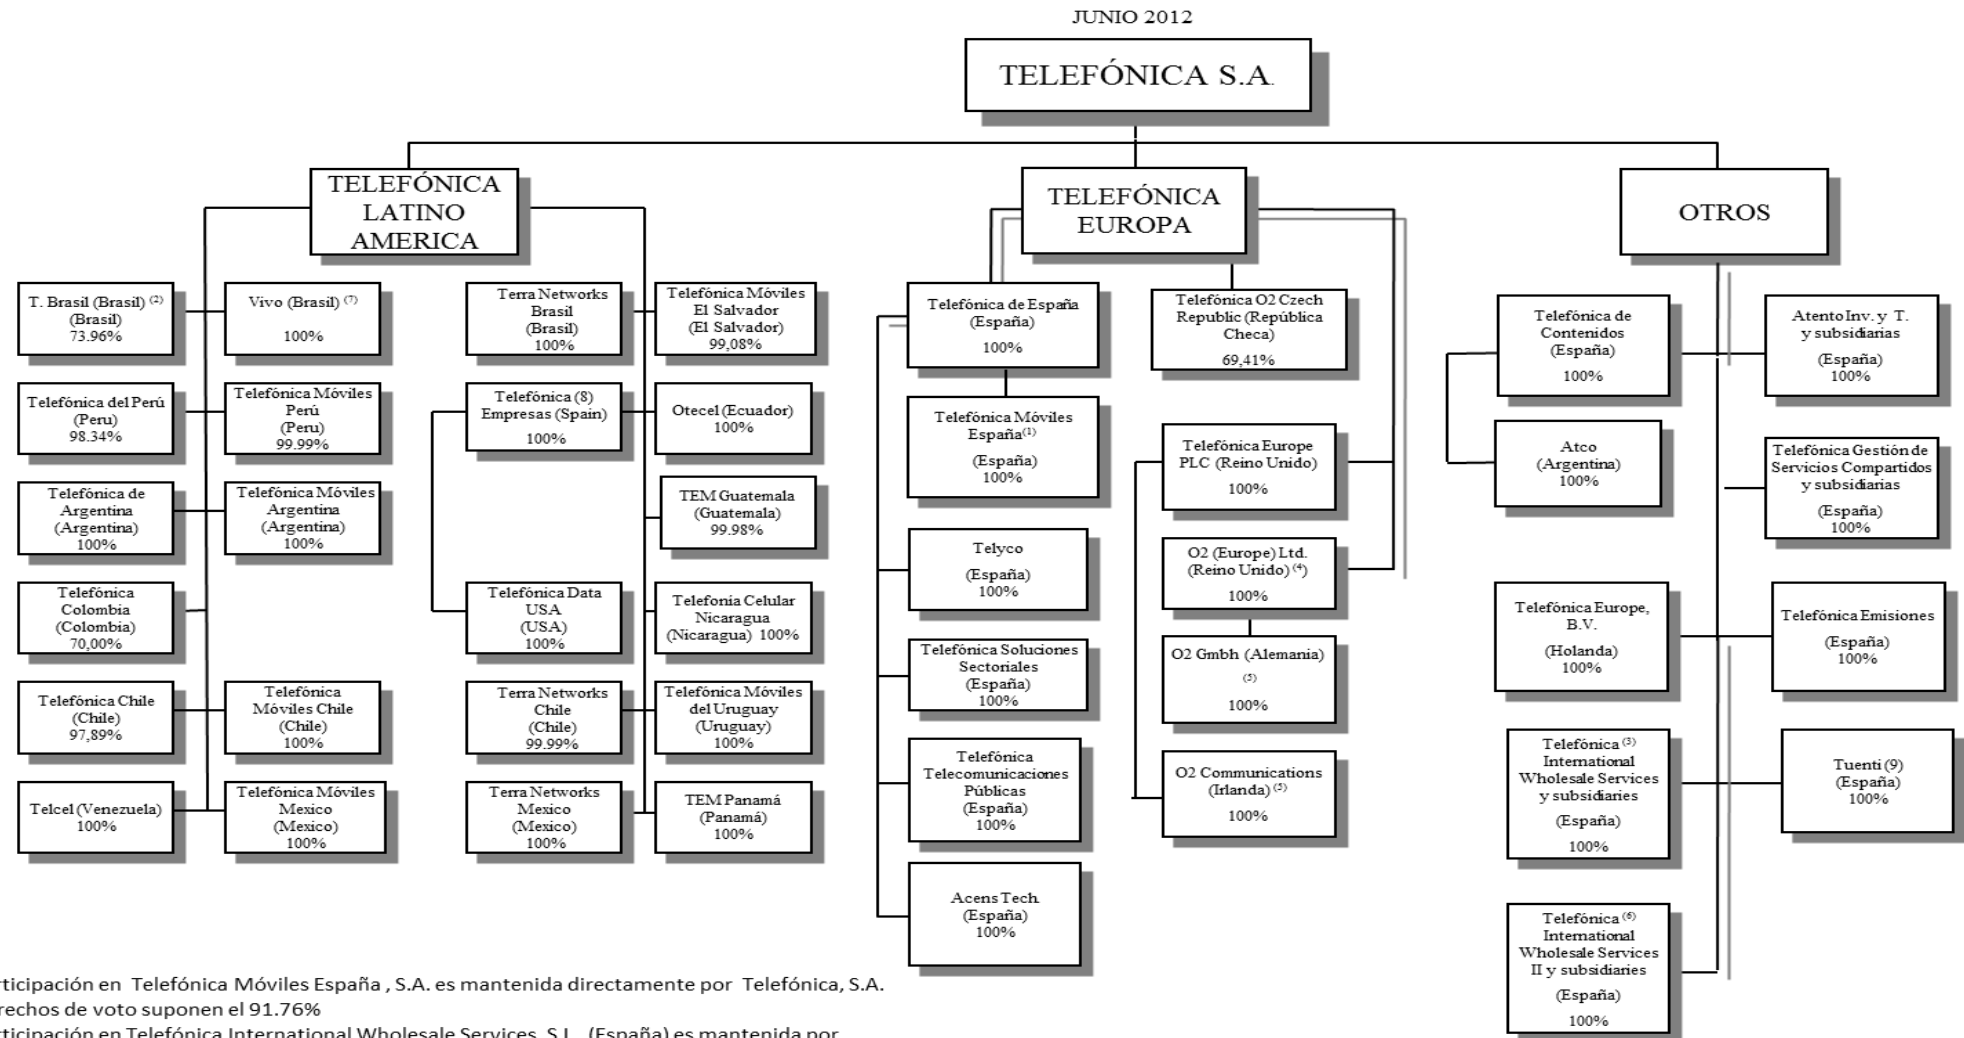 JUNIO 2012
TELEFÓNICA S.A.
TELEFÓNICA
LATINO
AMERICA
TELEFÓNICA
EUROPA
OTROS
T. Brasil (Brasil) (2)
(Brasil)
73.96%
Vivo (Brasil) (7)
100%
Terra Networks
Brasil
(Brasil)
100%
Telefónica Móviles
El Salvador
(El Salvador)
99,08%
Telefónica del Perú
(Peru)
98.34%
Telefónica Móviles
Perú
(Peru)
99.99%
Telefónica (8)
Empresas (Spain)
100%
Otecel (Ecuador)
100%
Telefónica de
Argentina
(Argentina)
100%
Telefónica Móviles
Argentina
(Argentina)
100%
TEM Guatemala
(Guatemala)
99.98%
Telefónica
Colombia
(Colombia)
70,00%
Telefónica Data
USA
(USA)
100%
Telefonía Celular
Nicaragua
(Nicaragua) 100%
Telefónica Chile
(Chile)
97,89%
Telefónica
Móviles Chile
(Chile)
100%
Terra Networks
Chile
(Chile)
99.99%
Telefónica Móviles
del Uruguay
(Uruguay)
100%
Telcel (Venezuela)
100%
Telefónica Móviles
Mexico
(Mexico)
100%
Terra Networks
Mexico
(Mexico)
100%
TEM Panamá
(Panamá)
100%
Telefónica de España
(España)
100%
Telefónica O2 Czech
Republic (República
Checa)
69,41%
Telefónica Móviles
España(1)
(España)
100%
Telefónica Europe
PLC (Reino Unido)
100%
Telyco
(España)
100%
O2 (Europe) Ltd.
(Reino Unido) (4)
100%
Telefónica Soluciones
Sectoriales
(España)
100%
O2 Gmbh (Alemania)
(5)
100%
Telefónica
Telecomunicaciones
Públicas
(España)
100%
O2 Communications
(Irlanda) (5)
100%
Acens Tech.
(España)
100%
Telefónica de
Contenidos
(España)
100%
Atento Inv. y T.
y subsidiarias
(España)
100%
Atco
(Argentina)
100%
Telefónica Gestión de
Servicios Compartidos
y subsidiarias
(España)
100%
Telefónica Europe,
B.V.
(Holanda)
100%
Telefónica Emisiones
(España)
100%
Telefónica (3)
International
Wholesale Services
y subsidiaries
(España)
100%
Tuenti (9)
(España)
100%
Telefónica (6)
International
Wholesale Services
II y subsidiaries
(España)
100%
rticipación en Telefónica Móviles España , S.A. es mantenida directamente por Telefónica, S.A.
rechos de voto suponen el 91.76%
rticipación en Telefónica International Wholesale Services, S.L. (España) es mantenida por